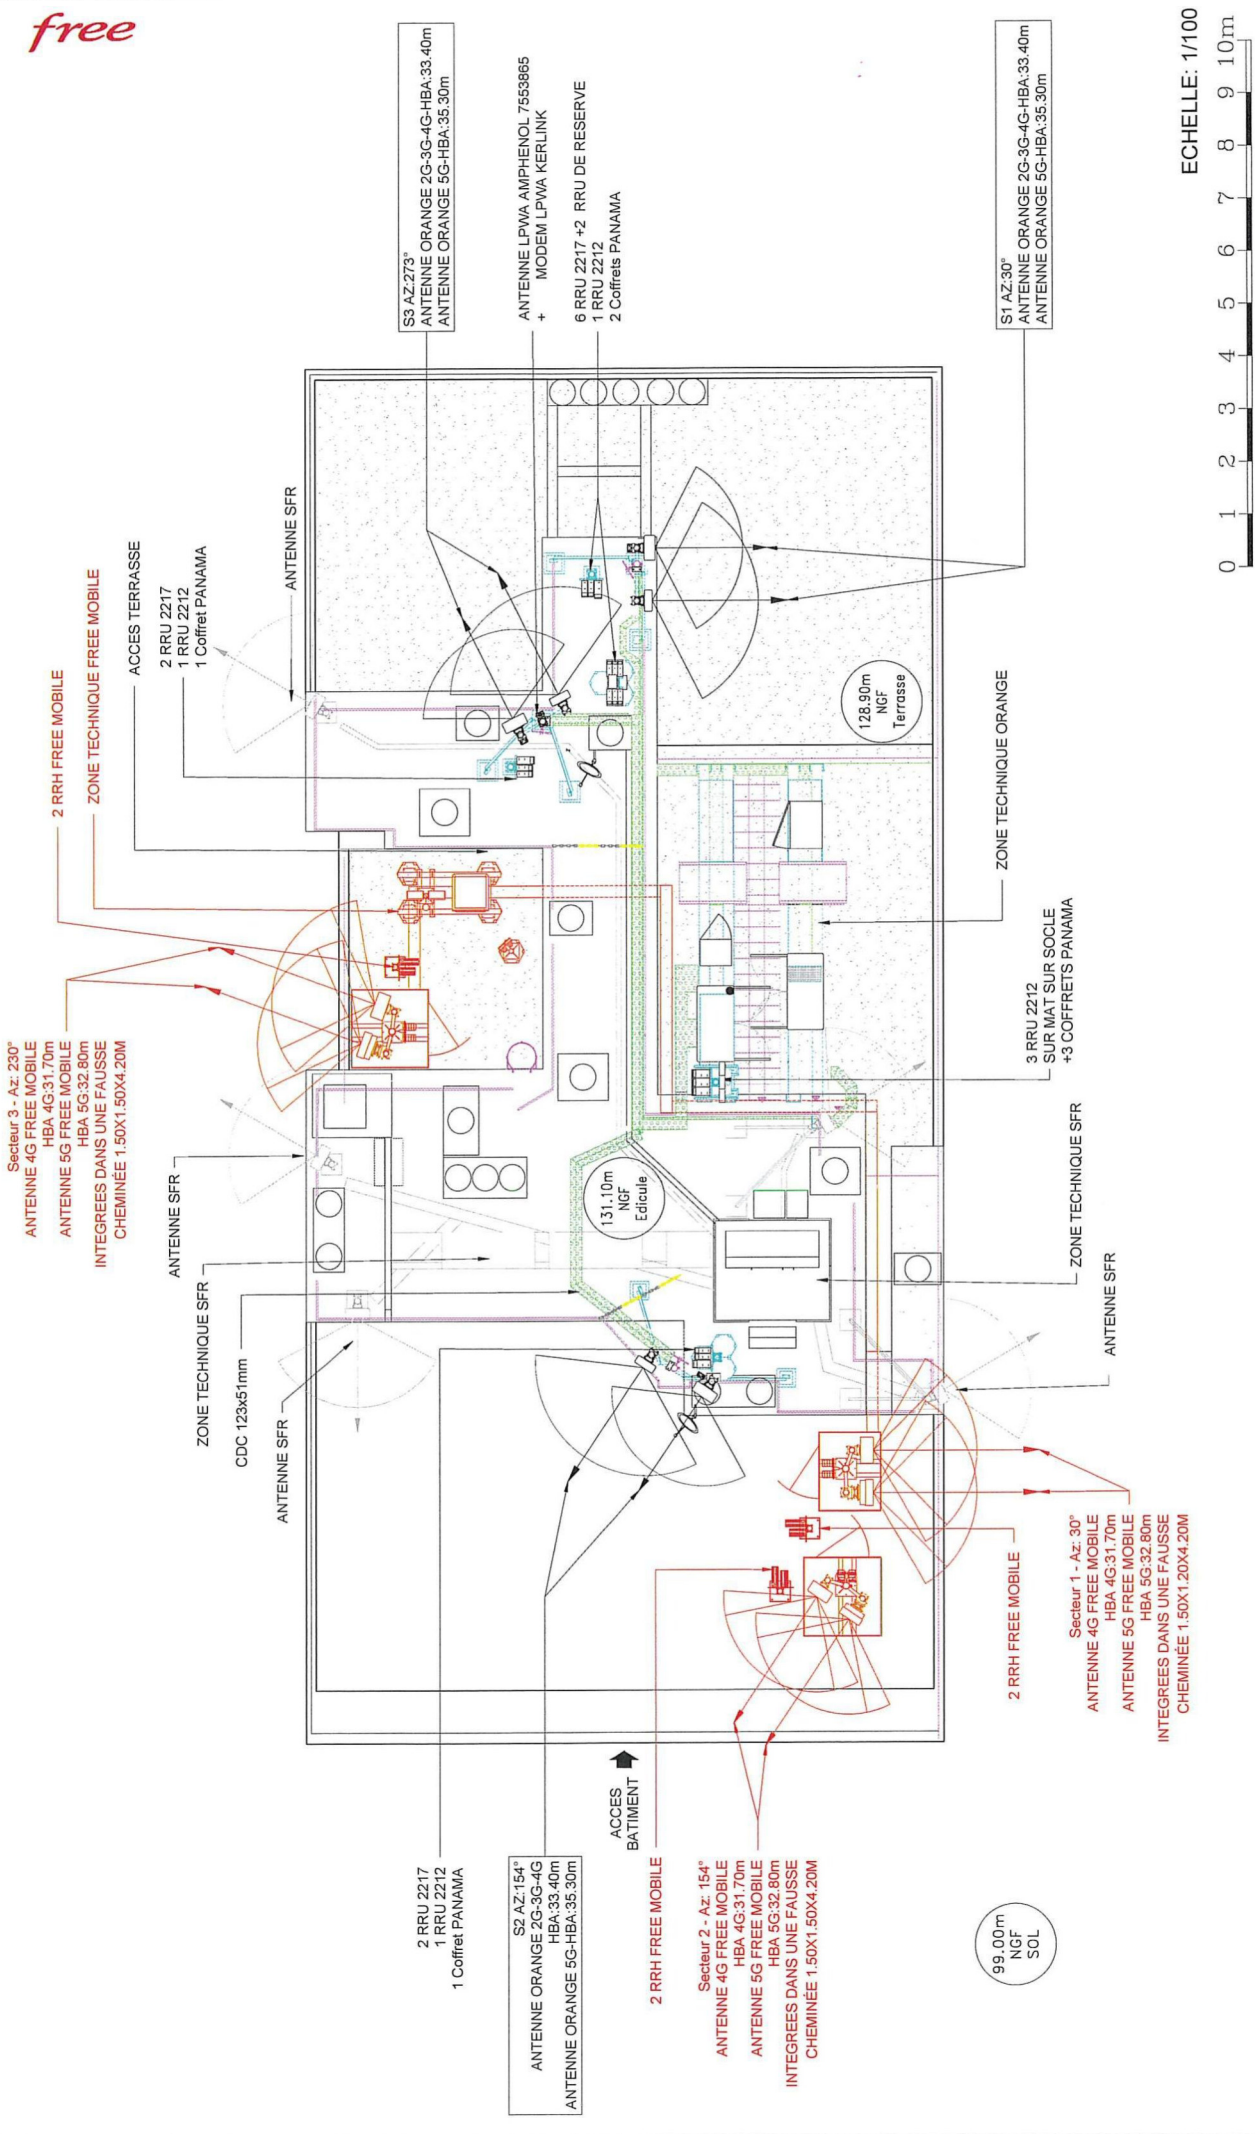 free
S3 AZ:273°
ANTENNE ORANGE 2G-3G-4G-HBA:33.40m
ANTENNE ORANGE 5G-HBA:35.30m
ANTENNE LPWA AMPHENOL 7553865
+ MODEM LPWA KERLINK
6 RRU 2217 +2 RRU DE RESERVE
1 RRU 2212
2 Coffrets PANAMA
S1 AZ:30°
ANTENNE ORANGE 2G-3G-4G-HBA:33.40m
ANTENNE ORANGE 5G-HBA:35.30m
ECHELLE: 1/100
0 1 2 3 4 5 6 7 8 9 10m
Secteur 3 - Az: 230°
ANTENNE 4G FREE MOBILE
HBA 4G:31.70m
ANTENNE 5G FREE MOBILE
HBA 5G:32.80m
INTEGREES DANS UNE FAUSSE
CHEMINÉE 1.50X1.50X4.20M
2 RRH FREE MOBILE
ZONE TECHNIQUE FREE MOBILE
ACCES TERRASSE
2 RRU 2217
1 RRU 2212
1 Coffret PANAMA
ANTENNE SFR
128.90m
NGF
Terrasse
ZONE TECHNIQUE ORANGE
3 RRU 2212
SUR MAT SUR SOCLE
+3 COFFRETS PANAMA
ANTENNE SFR
ZONE TECHNIQUE SFR
CDC 123x51mm
ANTENNE SFR
131.10m
NGF
Edicule
ZONE TECHNIQUE SFR
ANTENNE SFR
2 RRU 2217
1 RRU 2212
1 Coffret PANAMA
S2 AZ:154°
ANTENNE ORANGE 2G-3G-4G
HBA:33.40m
ANTENNE ORANGE 5G-HBA:35.30m
ACCES
BATIMENT
2 RRH FREE MOBILE
Secteur 2 - Az: 154°
ANTENNE 4G FREE MOBILE
HBA 4G:31.70m
ANTENNE 5G FREE MOBILE
HBA 5G:32.80m
INTEGREES DANS UNE FAUSSE
CHEMINÉE 1.50X1.50X4.20M
2 RRH FREE MOBILE
Secteur 1 - Az: 30°
ANTENNE 4G FREE MOBILE
HBA 4G:31.70m
ANTENNE 5G FREE MOBILE
HBA 5G:32.80m
INTEGREES DANS UNE FAUSSE
CHEMINÉE 1.50X1.20X4.20M
99.00m
NGF
SOL